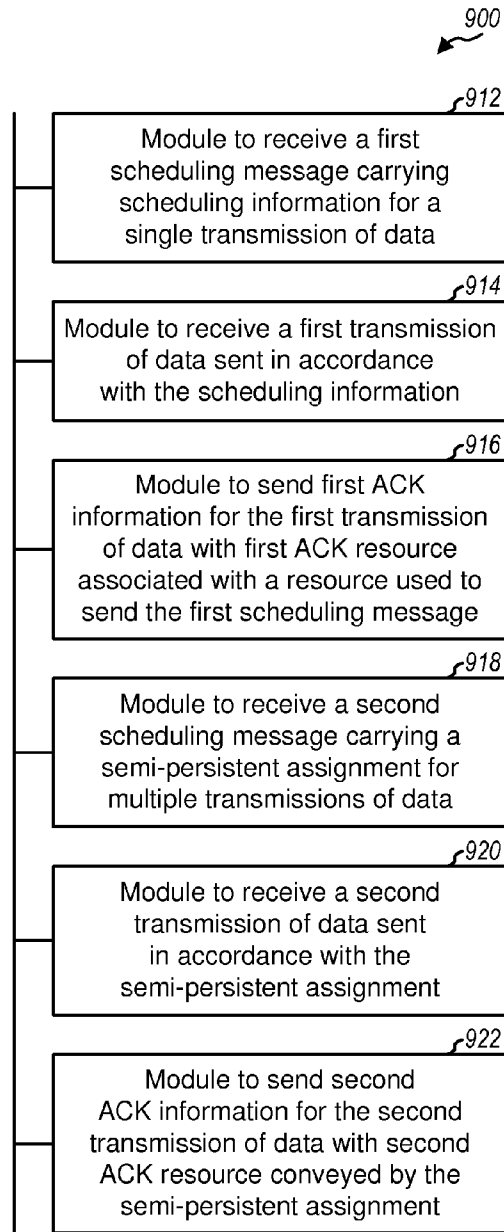 900
912
Module to receive a first
scheduling message carrying
scheduling information for a
single transmission of data
914
Module to receive a first transmission
of data sent in accordance
with the scheduling information
916
Module to send first ACK
information for the first transmission
of data with first ACK resource
associated with a resource used to
send the first scheduling message
918
Module to receive a second
scheduling message carrying a
semi-persistent assignment for
multiple transmissions of data
920
Module to receive a second
transmission of data sent
in accordance with the
semi-persistent assignment
922
Module to send second
ACK information for the second
transmission of data with second
ACK resource conveyed by the
semi-persistent assignment